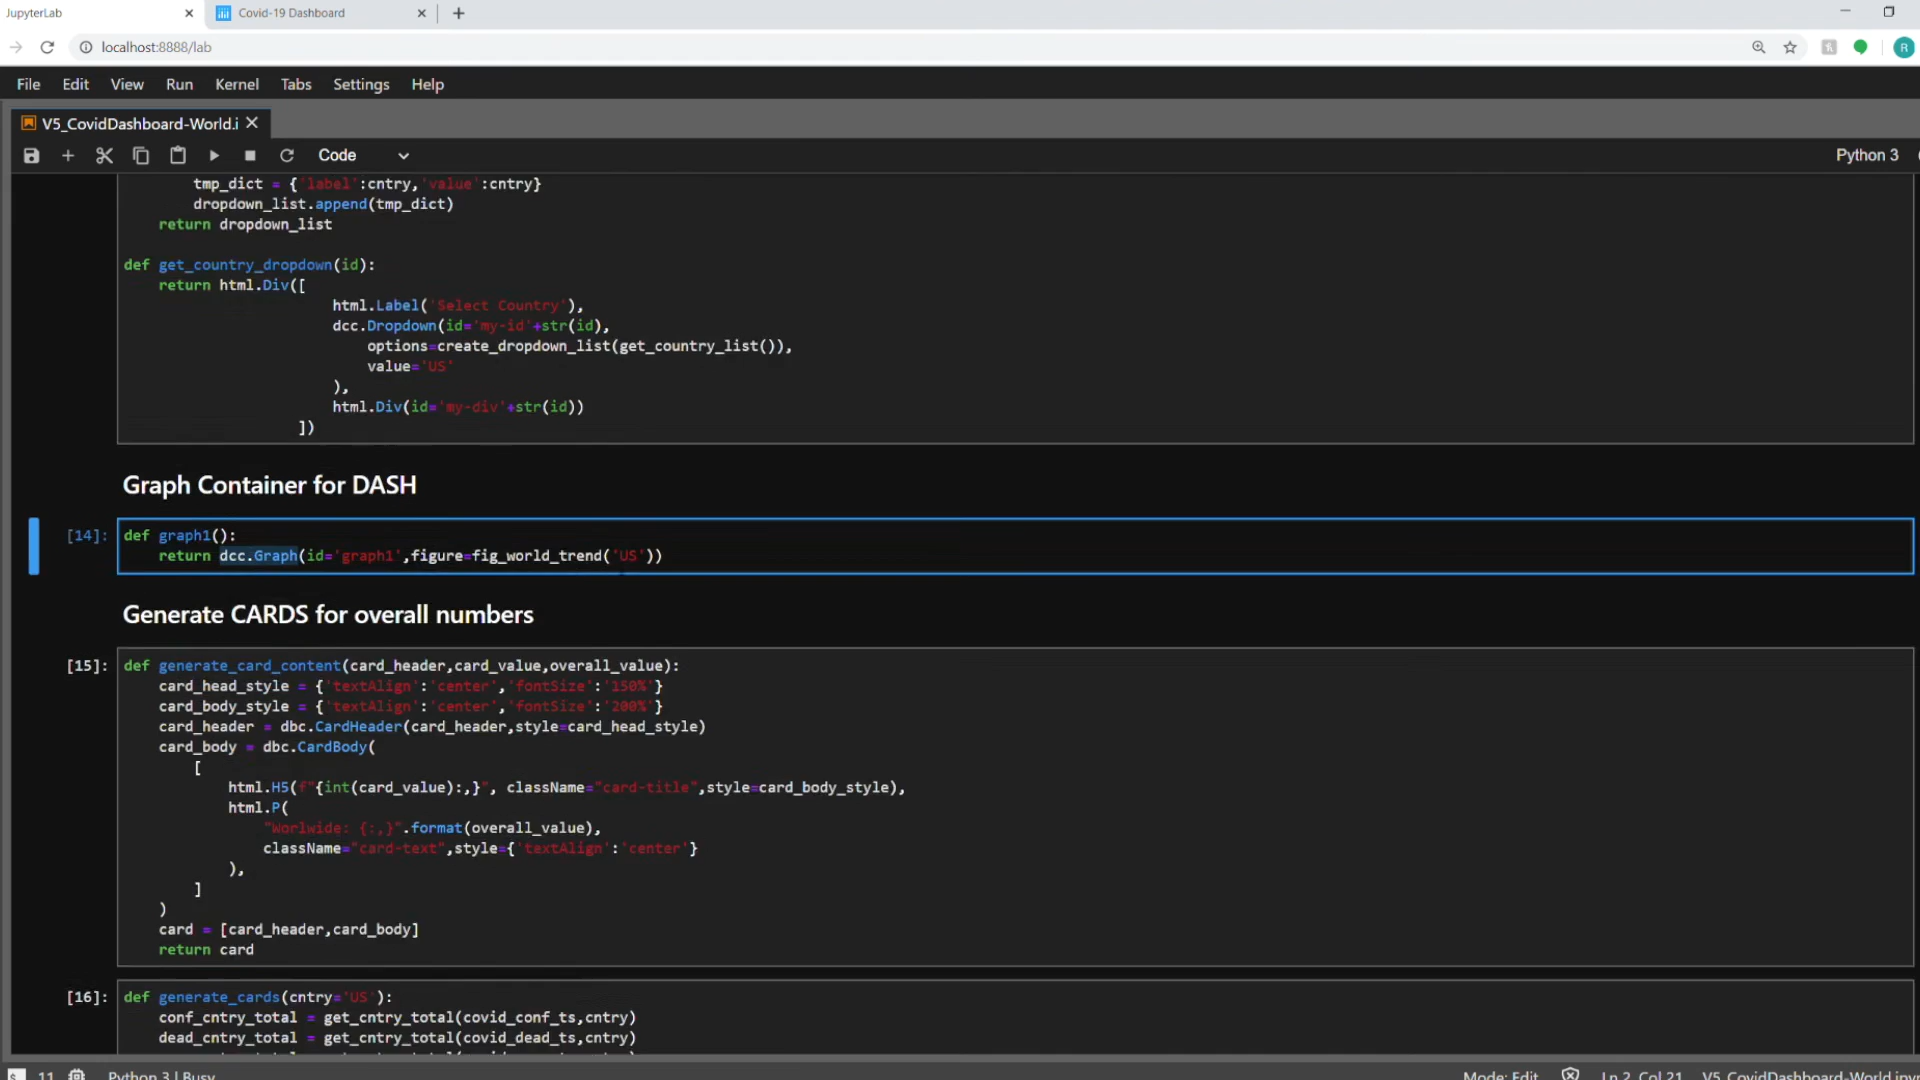 JupyterLab
Covid-19 Dashboard
localhost:8888/lab
R
File Edit View Run Kernel Tabs Settings Help
V5_CovidDashboard-World.i
Code
Python 3
tmp_dict = {'label':cntry,'value':cntry}
dropdown_list.append(tmp_dict)
return dropdown_list
def get_country_dropdown(id):
return html.Div([
html.Label('Select Country'),
dcc.Dropdown(id='my-id'+str(id),
options=create_dropdown_list(get_country_list()),
value='US'
),
html.Div(id='my-div'+str(id))
])
Graph Container for DASH
[14]: def graph1():
return dcc.Graph(id='graph1',figure=fig_world_trend('US'))
Generate CARDS for overall numbers
[15]: def generate_card_content(card_header,card_value,overall_value):
card_head_style = {'textAlign':'center','fontSize':'150%'}
card_body_style = {'textAlign':'center','fontSize':'200%'}
card_header = dbc.CardHeader(card_header,style=card_head_style)
card_body = dbc.CardBody(
[
html.H5(f"{int(card_value):,}", className="card-title",style=card_body_style),
html.P(
"Worlwide: {:,}".format(overall_value),
className="card-text",style={'textAlign':'center'}
),
]
)
card = [card_header,card_body]
return card
[16]: def generate_cards(cntry='US'):
conf_cntry_total = get_cntry_total(covid_conf_ts,cntry)
dead_cntry_total = get_cntry_total(covid_dead_ts,cntry)
11 Python 3 | Busy
Mode: Edit Ln 2, Col 21 V5_CovidDashboard-World.ipyn